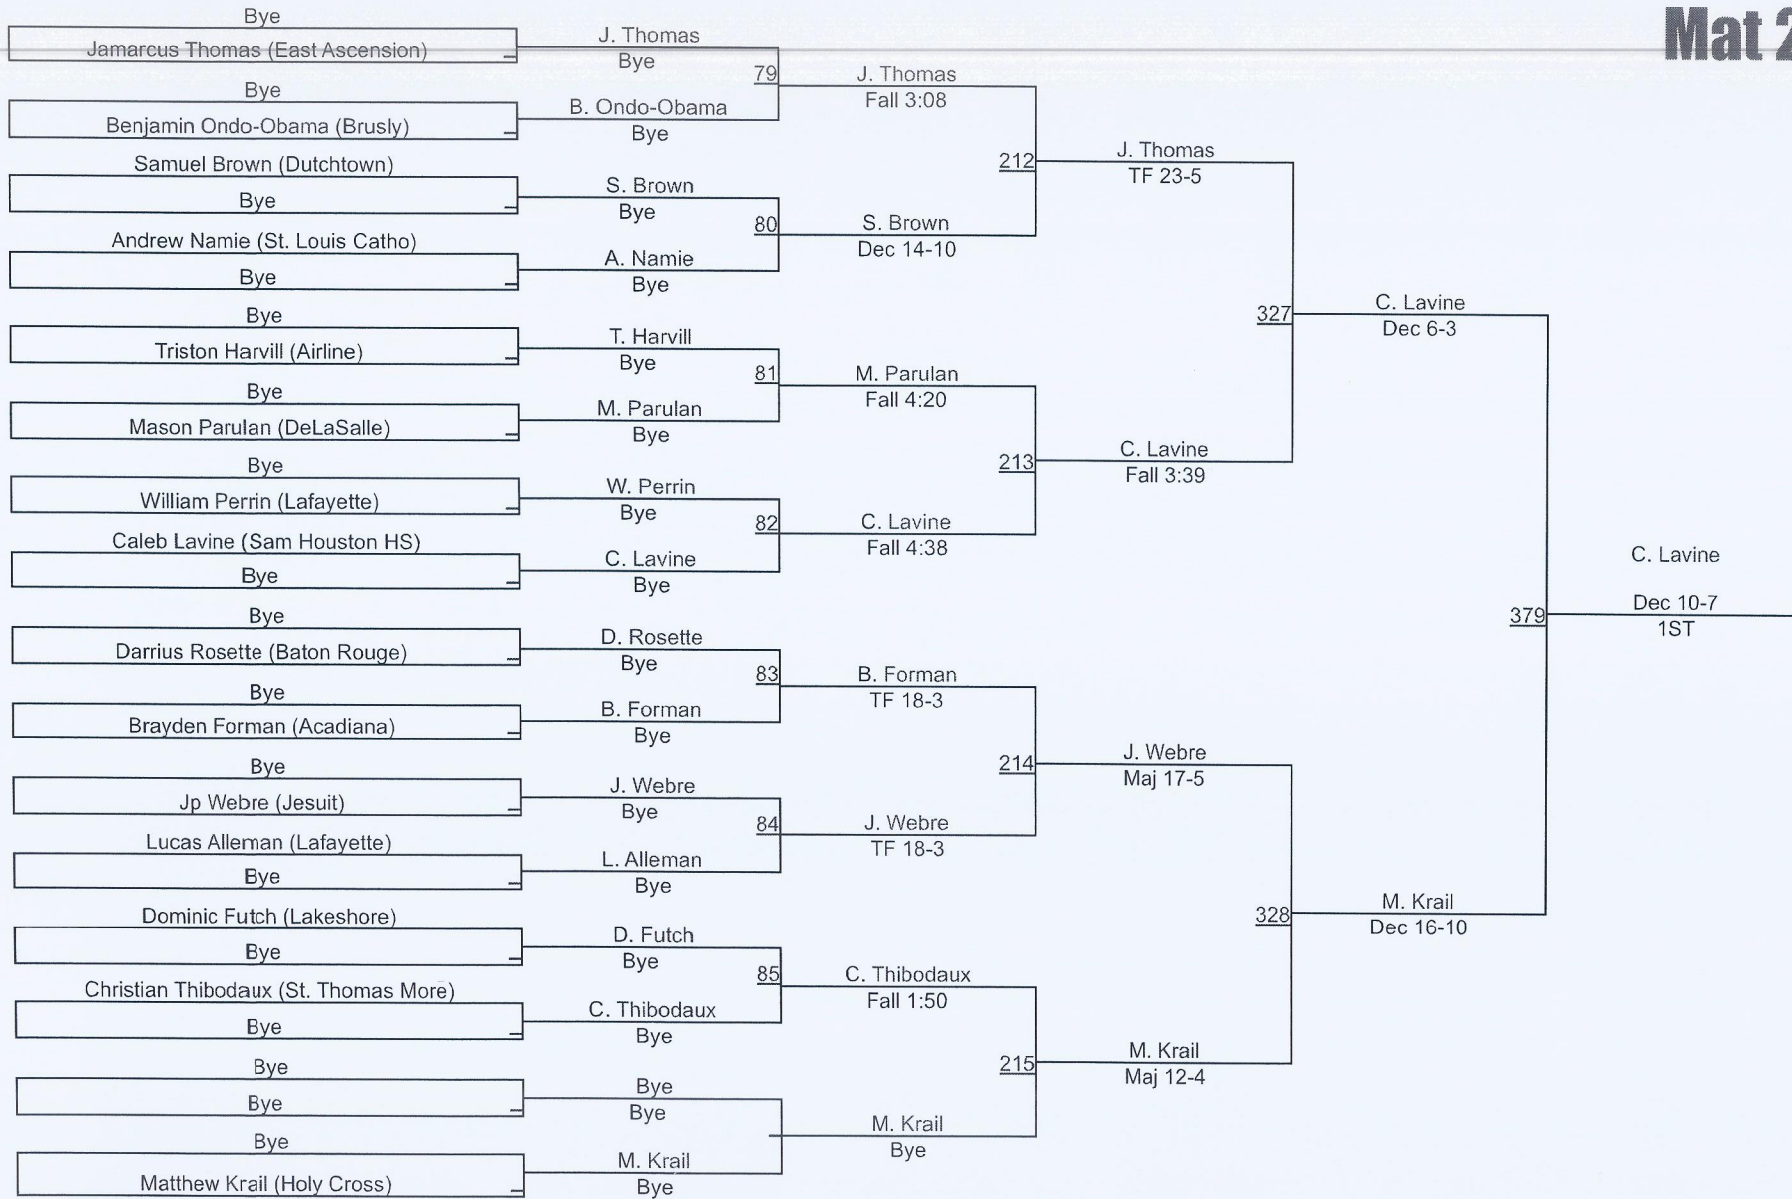 Mat 2
Bye
Jamarcus Thomas (East Ascension)
Bye
Benjamin Ondo-Obama (Brusly)
Samuel Brown (Dutchtown)
Bye
Andrew Namie (St. Louis Catho)
Bye
Bye
Triston Harvill (Airline)
Bye
Mason Parulan (DeLaSalle)
Bye
William Perrin (Lafayette)
Caleb Lavine (Sam Houston HS)
Bye
Bye
Darrius Rosette (Baton Rouge)
Bye
Brayden Forman (Acadiana)
Bye
Jp Webre (Jesuit)
Lucas Alleman (Lafayette)
Bye
Dominic Futch (Lakeshore)
Bye
Christian Thibodaux (St. Thomas More)
Bye
Bye
Bye
Bye
Matthew Krail (Holy Cross)
J. Thomas
Bye
79
B. Ondo-Obama
Bye
S. Brown
Bye
80
A. Namie
Bye
T. Harvill
Bye
81
M. Parulan
Bye
W. Perrin
Bye
82
C. Lavine
Bye
D. Rosette
Bye
83
B. Forman
Bye
J. Webre
Bye
84
L. Alleman
Bye
D. Futch
Bye
85
C. Thibodaux
Bye
Bye
Bye
M. Krail
Bye
J. Thomas
Fall 3:08
212
S. Brown
Dec 14-10
M. Parulan
Fall 4:20
213
C. Lavine
Fall 4:38
B. Forman
TF 18-3
214
J. Webre
TF 18-3
C. Thibodaux
Fall 1:50
215
M. Krail
Bye
J. Thomas
TF 23-5
327
C. Lavine
Fall 3:39
J. Webre
Maj 17-5
328
M. Krail
Maj 12-4
C. Lavine
Dec 6-3
379
M. Krail
Dec 16-10
C. Lavine
Dec 10-7
1ST